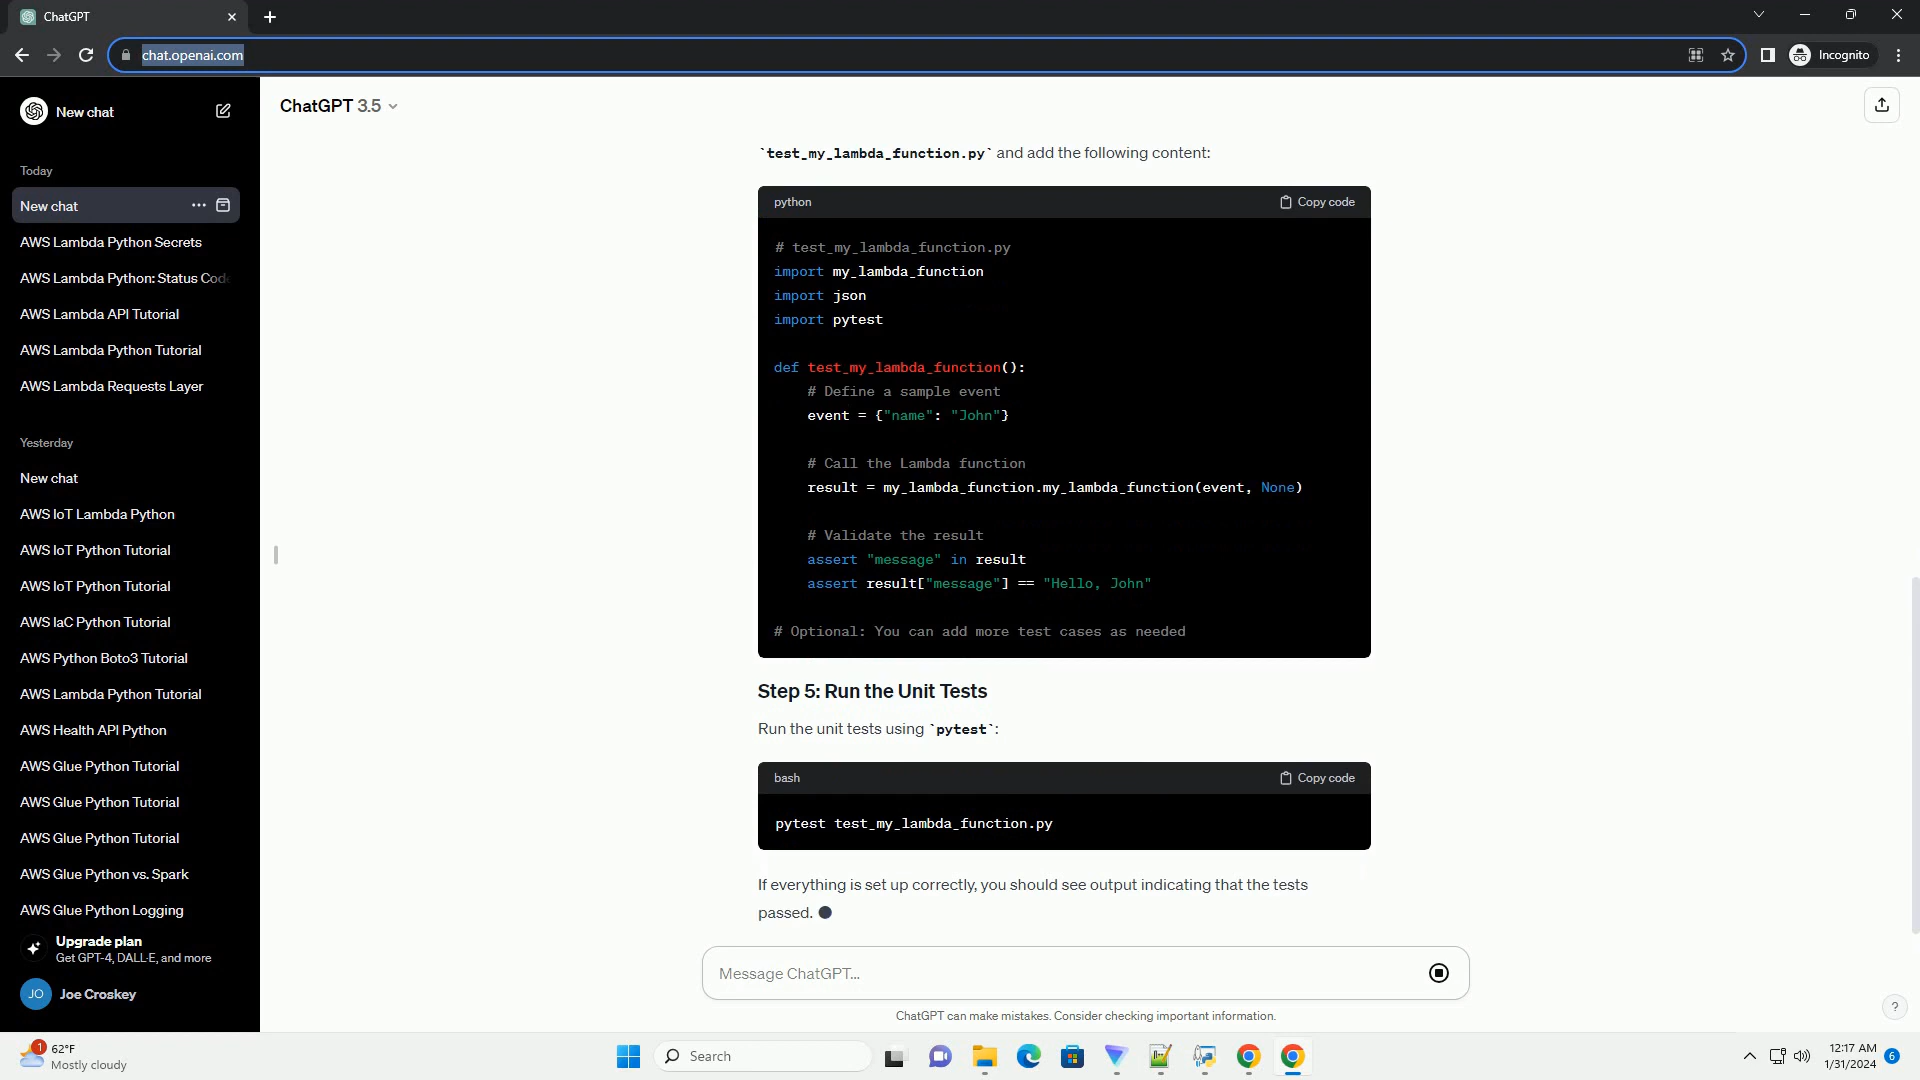 ChatGPT
chat.openai.com
Incognito
New chat
Today
New chat
AWS Lambda Python Secrets
AWS Lambda Python: Status Code
AWS Lambda API Tutorial
AWS Lambda Python Tutorial
AWS Lambda Requests Layer
Yesterday
New chat
AWS IoT Lambda Python
AWS IoT Python Tutorial
AWS IoT Python Tutorial
AWS IaC Python Tutorial
AWS Python Boto3 Tutorial
AWS Lambda Python Tutorial
AWS Health API Python
AWS Glue Python Tutorial
AWS Glue Python Tutorial
AWS Glue Python Tutorial
AWS Glue Python vs. Spark
AWS Glue Python Logging
Upgrade plan
Get GPT-4, DALL·E, and more
JO Joe Croskey
ChatGPT 3.5
`test_my_lambda_function.py` and add the following content:
python Copy code
# test_my_lambda_function.py
import my_lambda_function
import json
import pytest
def test_my_lambda_function():
# Define a sample event
event = {"name": "John"}
# Call the Lambda function
result = my_lambda_function.my_lambda_function(event, None)
# Validate the result
assert "message" in result
assert result["message"] == "Hello, John"
# Optional: You can add more test cases as needed
Step 5: Run the Unit Tests
Run the unit tests using `pytest`:
bash Copy code
pytest test_my_lambda_function.py
If everything is set up correctly, you should see output indicating that the tests
passed.
Message ChatGPT...
ChatGPT can make mistakes. Consider checking important information.
?
1
62°F
Mostly cloudy
Search
12:17 AM
1/31/2024
6